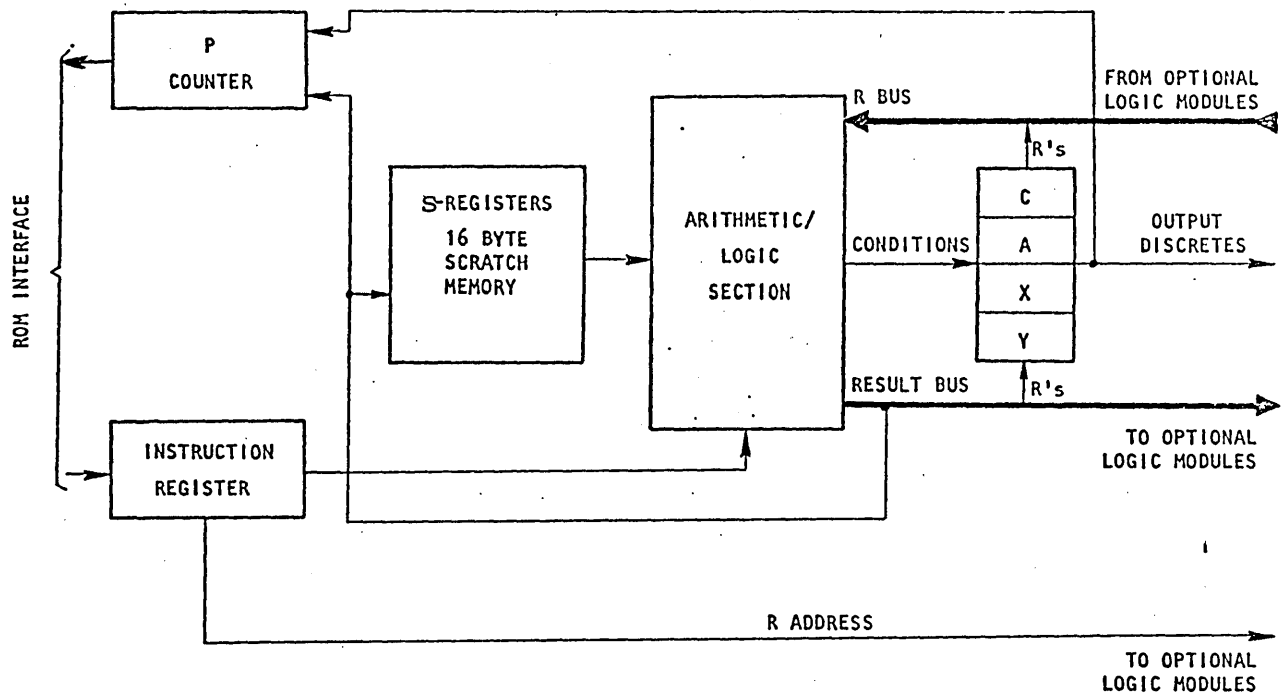 P
COUNTER
FROM OPTIONAL
LOGIC MODULES
R BUS
R's
ROM INTERFACE
S-REGISTERS
16 BYTE
SCRATCH
MEMORY
ARITHMETIC/
LOGIC
SECTION
CONDITIONS
C
A
X
Y
OUTPUT
DISCRETES
RESULT BUS
R's
TO OPTIONAL
LOGIC MODULES
INSTRUCTION
REGISTER
R ADDRESS
TO OPTIONAL
LOGIC MODULES